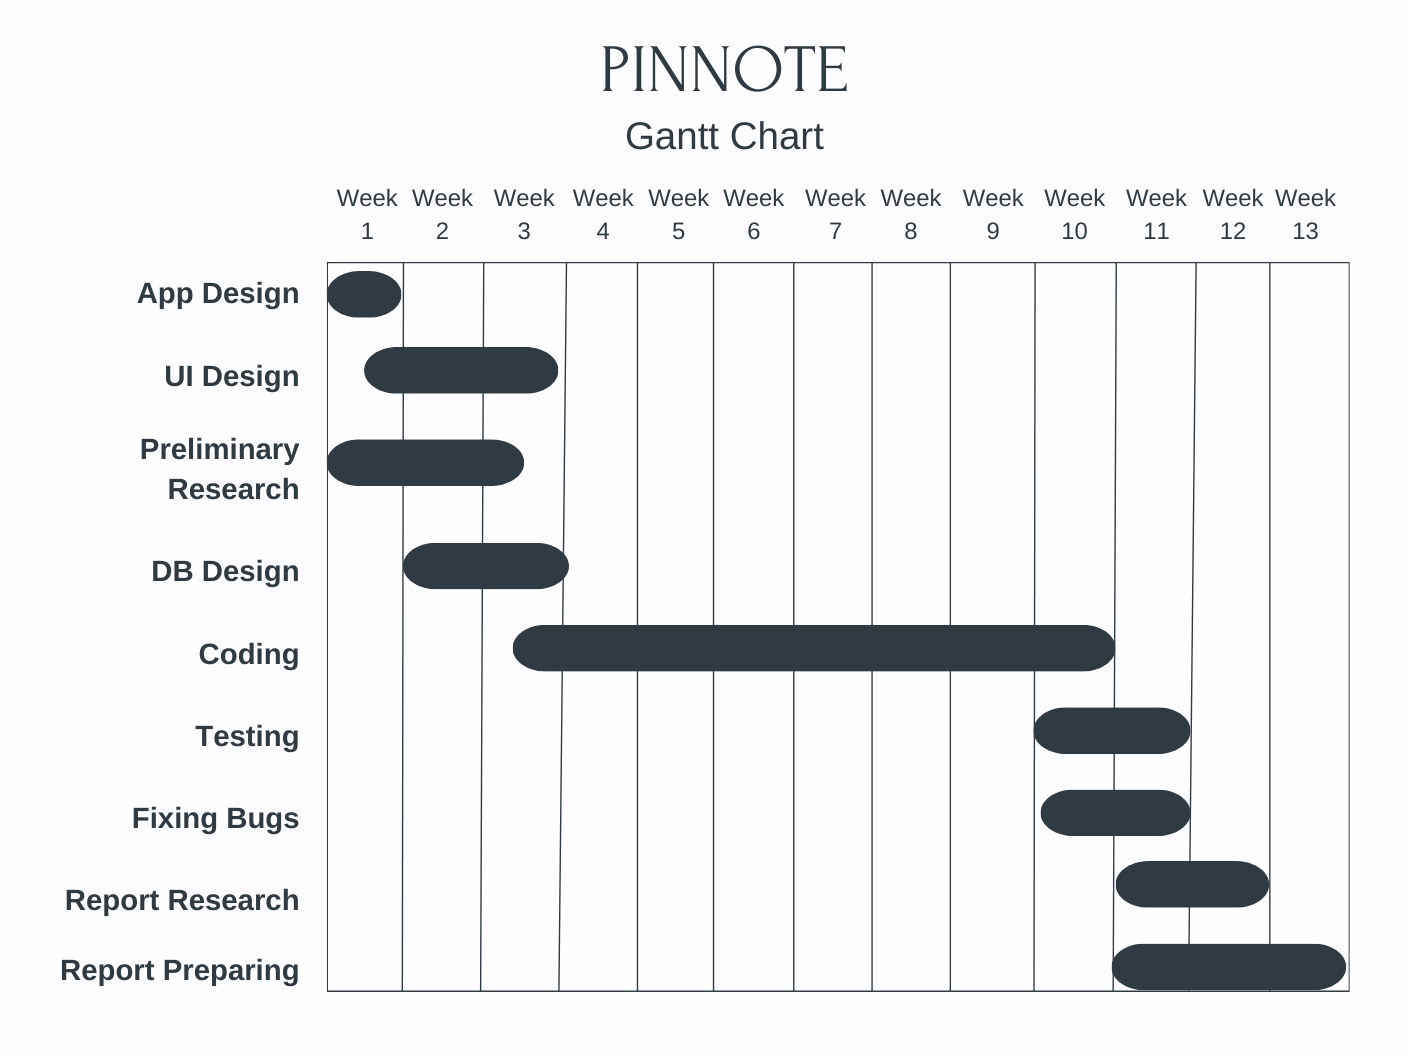 PINNOTE
Gantt Chart
Week Week Week Week Week Week Week Week Week Week Week Week Week
1 2 3 4 5 6 7 8 9 10 11 12 13
App Design
UI Design
Preliminary
Research
DB Design
Coding
Testing
Fixing Bugs
Report Research
Report Preparing